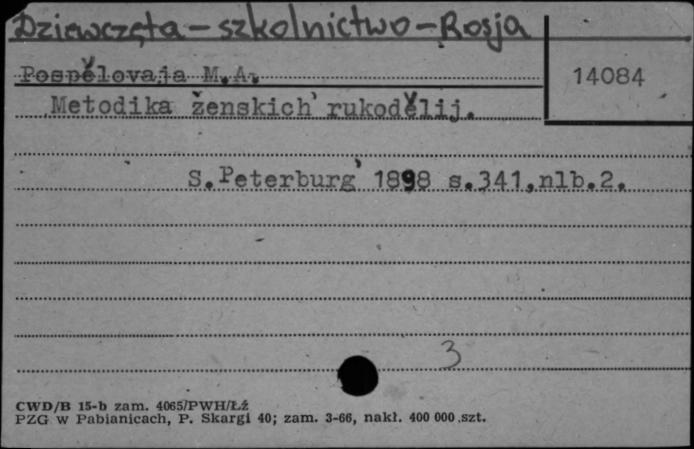 Dziewczęta – szkolnictwo – Rosja
Pospělovaja M.A.
14084
Metodika ženskich' rukodělij.
S.Peterburg' 1898 s.341,nlb.2.
3
CWD/B 15-b zam. 4065/PWH/Łź
PZG w Pabianicach, P. Skargi 40; zam. 3-66, nakł. 400 000 szt.